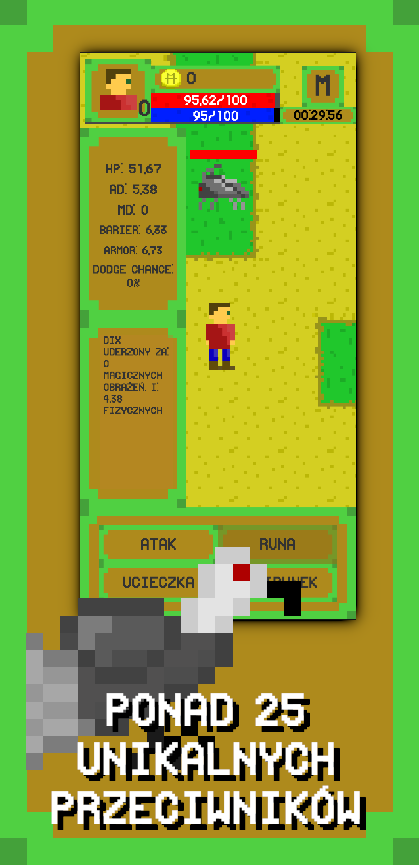 0
M
95,62/100
0
95/100
00:29:56
HP: 51,67
AD: 5,38
MD: 0
BARIER: 6,33
ARMOR: 6,73
DODGE CHANCE:
0%
DIX
UDERZONY ZA:
0
MAGICZNYCH
OBRAŻEŃ, I:
4,38
FIZYCZNYCH
ATAK
RUNA
UCIECZKA
PONAD 25
UNIKALNYCH
PRZECIWNIKÓW